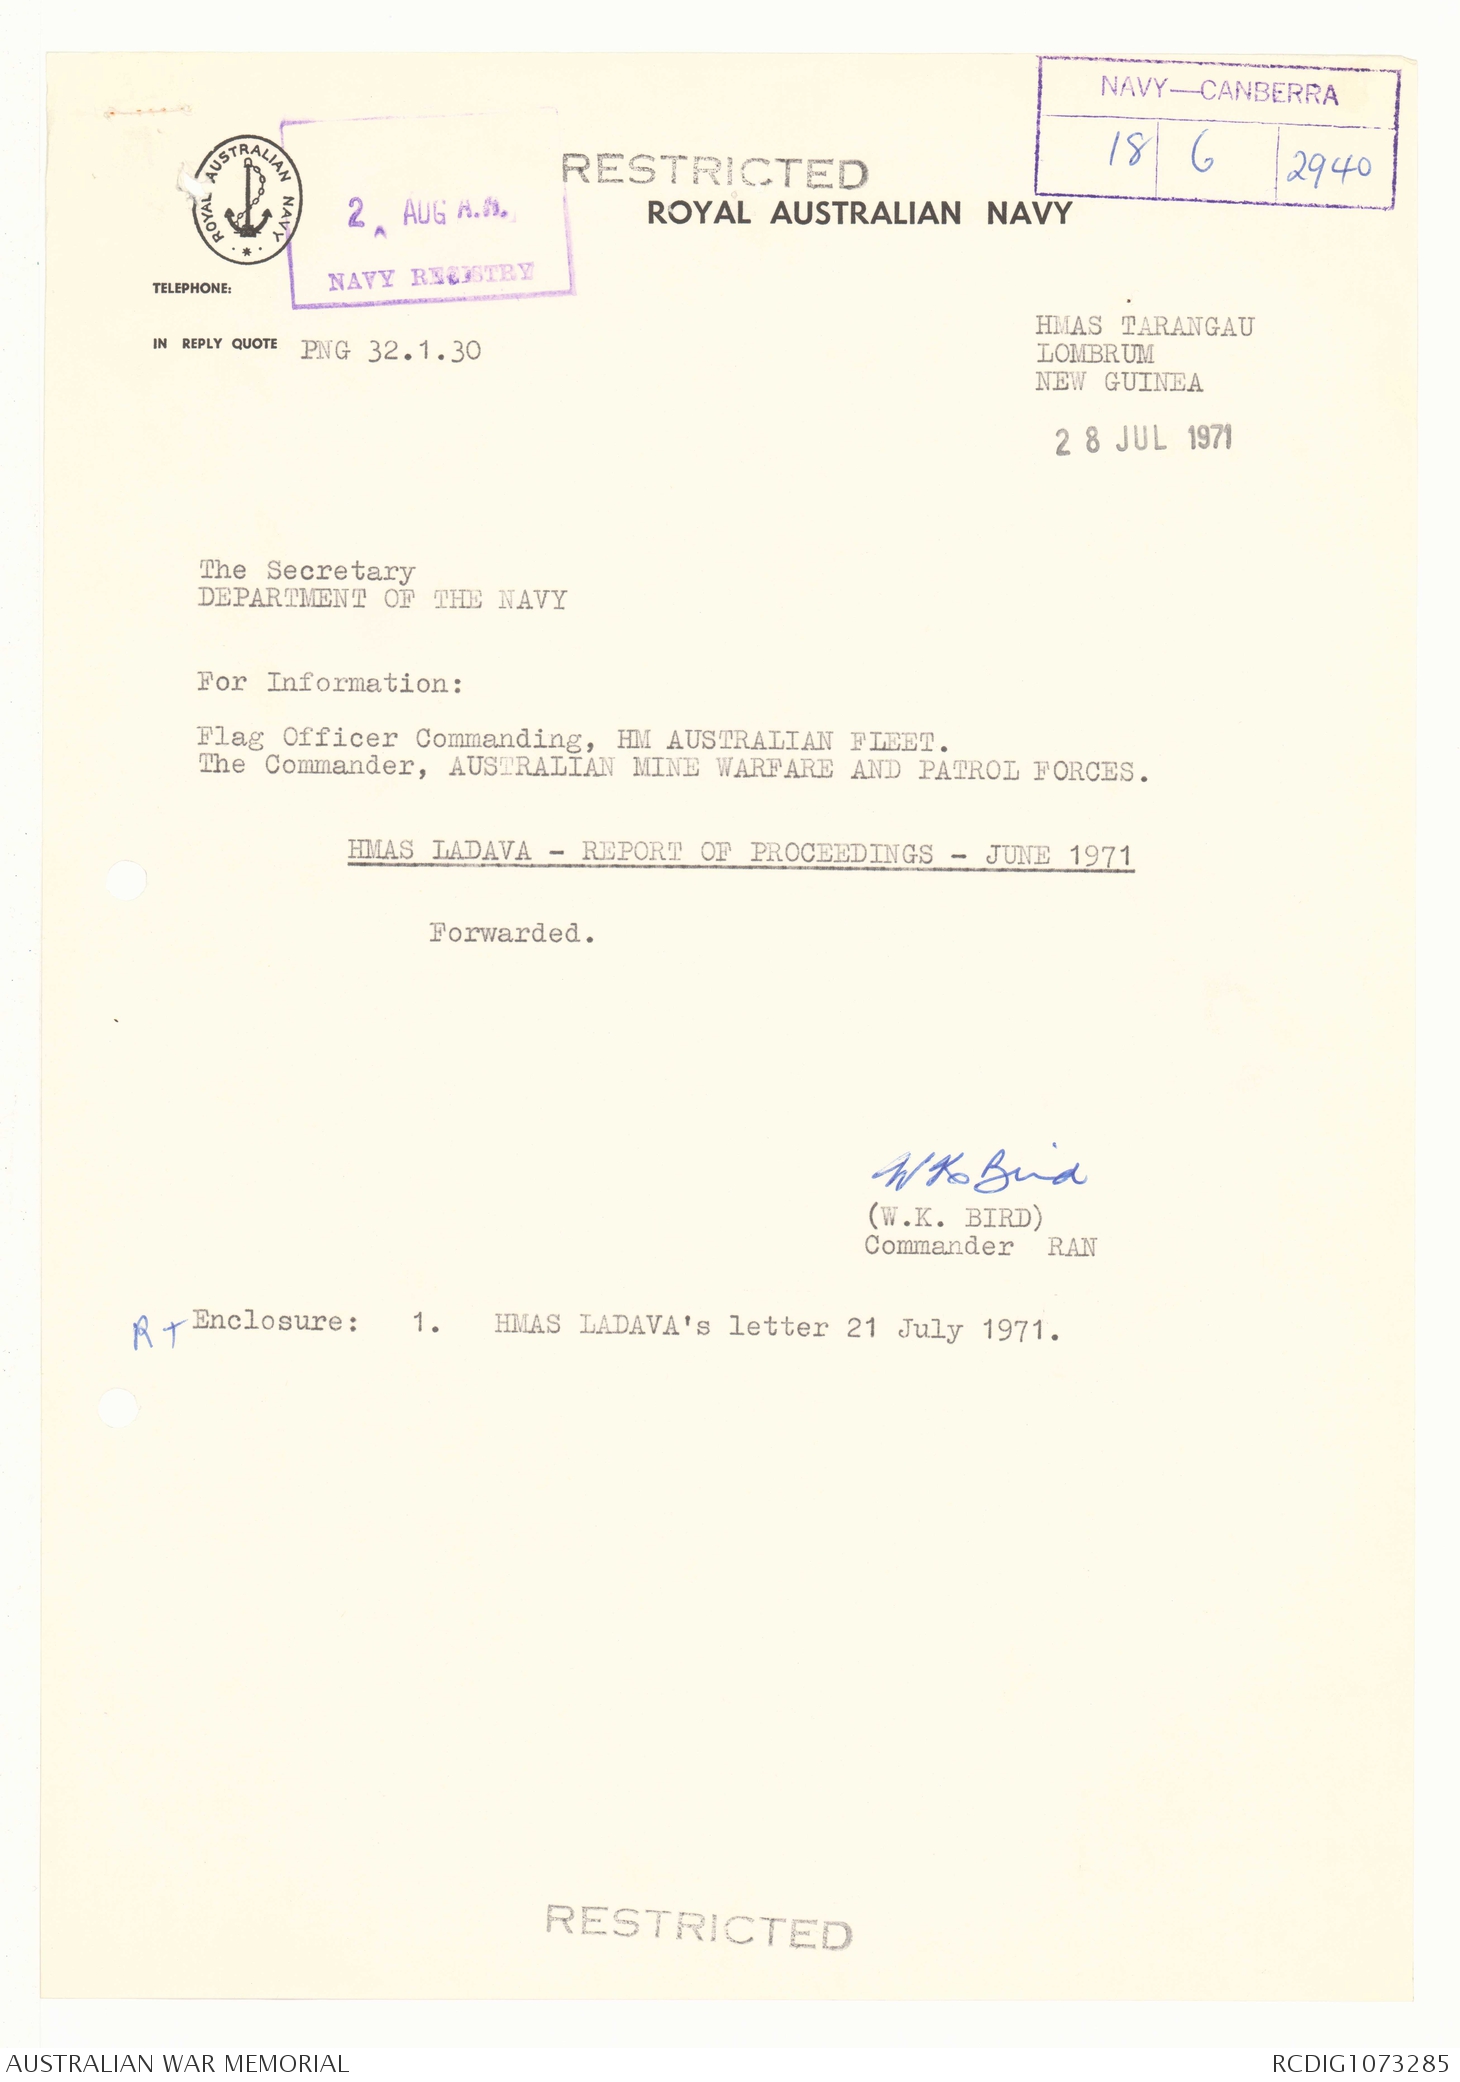 NAVY—CANBERRA
18 6 2940
ROYAL AUSTRALIAN NAVY
2 AUG A.M.
NAVY REGISTRY
RESTRICTED
ROYAL AUSTRALIAN NAVY
TELEPHONE:
IN REPLY QUOTE PNG 32.1.30
HMAS TARANGAU
LOMBRUM
NEW GUINEA
28 JUL 1971
The Secretary
DEPARTMENT OF THE NAVY
For Information:
Flag Officer Commanding, HM AUSTRALIAN FLEET.
The Commander, AUSTRALIAN MINE WARFARE AND PATROL FORCES.
HMAS LADAVA - REPORT OF PROCEEDINGS - JUNE 1971
Forwarded.
WK Bird
(W.K. BIRD)
Commander RAN
R+ Enclosure: 1. HMAS LADAVA's letter 21 July 1971.
RESTRICTED
AUSTRALIAN WAR MEMORIAL
RCDIG1073285